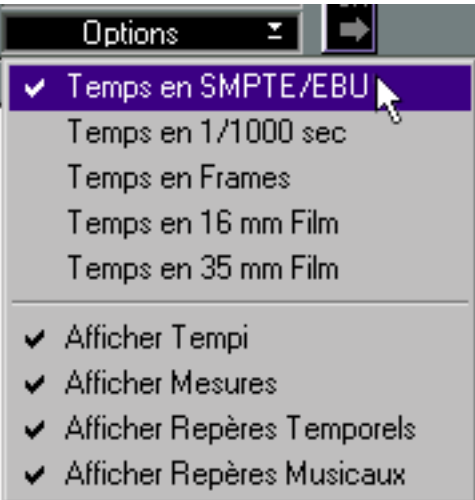 Options
Temps en SMPTE/EBU
Temps en 1/1000 sec
Temps en Frames
Temps en 16 mm Film
Temps en 35 mm Film
Afficher Tempi
Afficher Mesures
Afficher Repères Temporels
Afficher Repères Musicaux